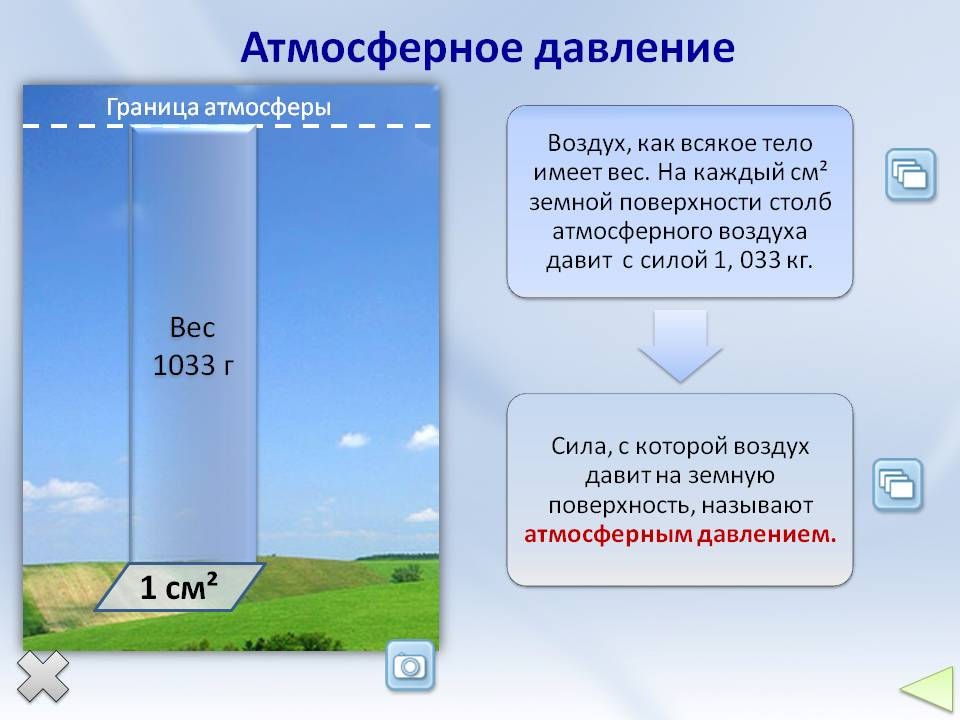 Атмосферное давление
Граница атмосферы
Вес
1033 г
1 см²
Воздух, как всякое тело
имеет вес. На каждый см²
земной поверхности столб
атмосферного воздуха
давит с силой 1, 033 кг.
Сила, с которой воздух
давит на земную
поверхность, называют
атмосферным давлением.